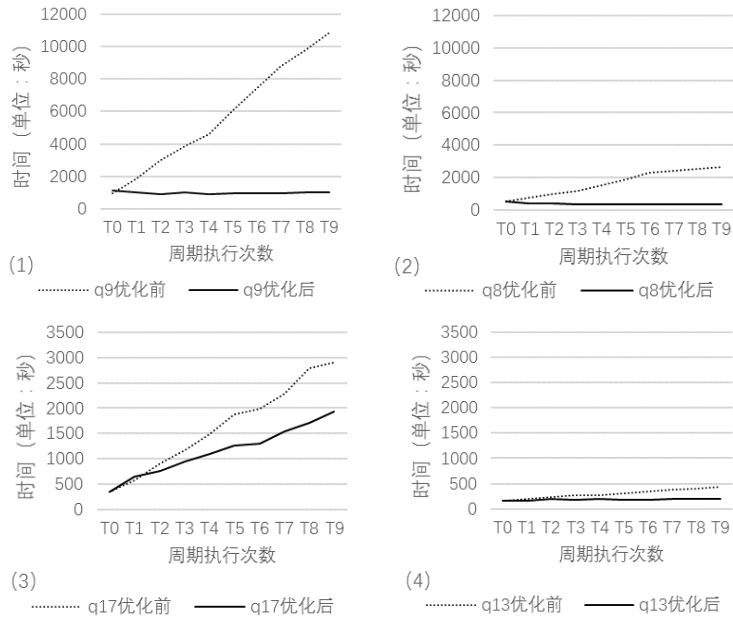 12000
10000
8000
6000
4000
2000
0
时间（单位：秒）
T0 T1 T2 T3 T4 T5 T6 T7 T8 T9
周期执行次数
(1)
q9优化前 q9优化后
12000
10000
8000
6000
4000
2000
0
时间（单位：秒）
T0 T1 T2 T3 T4 T5 T6 T7 T8 T9
周期执行次数
(2)
q8优化前 q8优化后
3500
3000
2500
2000
1500
1000
500
0
时间（单位：秒）
T0 T1 T2 T3 T4 T5 T6 T7 T8 T9
周期执行次数
(3)
q17优化前 q17优化后
3500
3000
2500
2000
1500
1000
500
0
时间（单位：秒）
T0 T1 T2 T3 T4 T5 T6 T7 T8 T9
周期执行次数
(4)
q13优化前 q13优化后